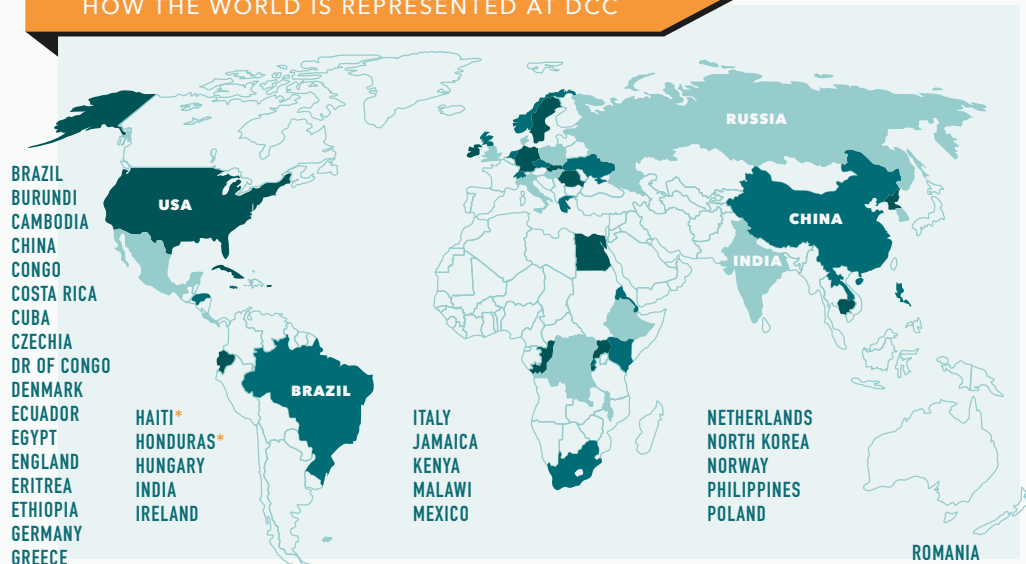 HOW THE WORLD IS REPRESENTED AT DCC
RUSSIA
USA
CHINA
INDIA
BRAZIL
BRAZIL
BURUNDI
CAMBODIA
CHINA
CONGO
COSTA RICA
CUBA
CZECHIA
DR OF CONGO
DENMARK
ECUADOR
EGYPT
ENGLAND
ERITREA
ETHIOPIA
GERMANY
GREECE
HAITI*
HONDURAS*
HUNGARY
INDIA
IRELAND
ITALY
JAMAICA
KENYA
MALAWI
MEXICO
NETHERLANDS
NORTH KOREA
NORWAY
PHILIPPINES
POLAND
ROMANIA